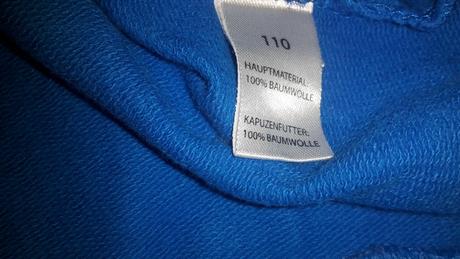 110
HAUPTMATERIAL:
100% BAUMWOLLE
KAPUZENFUTTER:
100% BAUMWOLLE